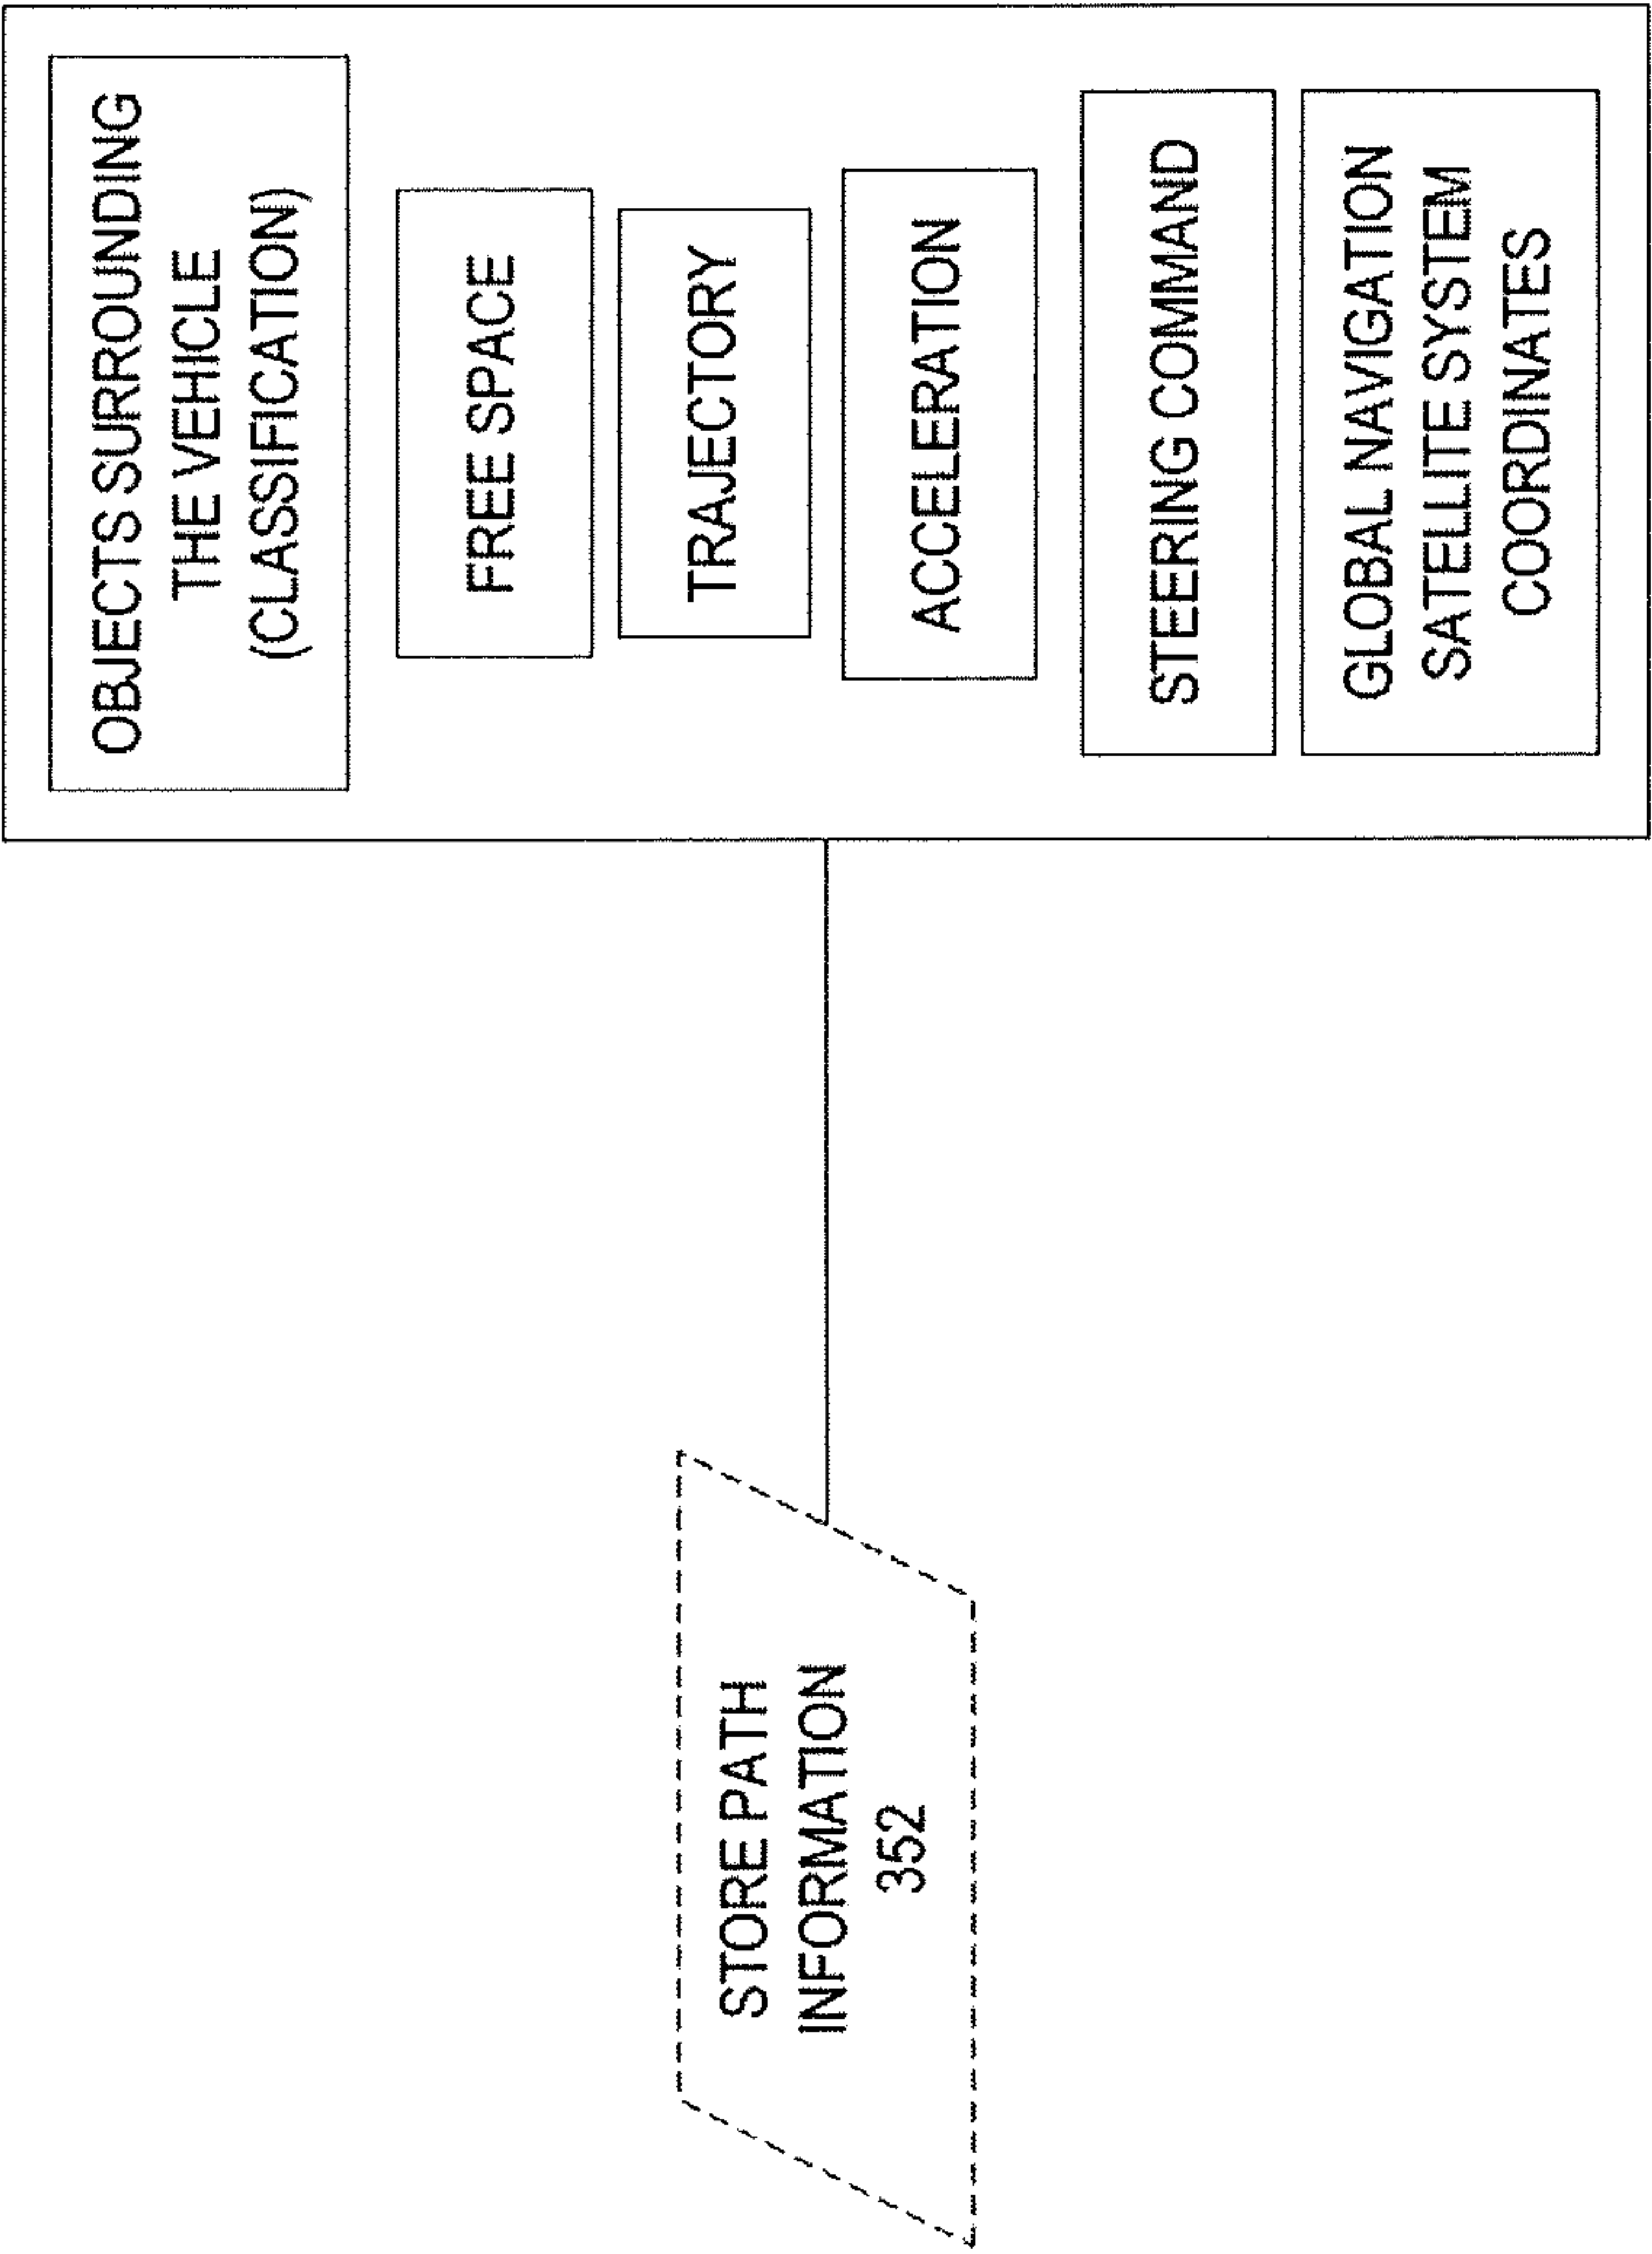 STORE PATH
INFORMATION
352
OBJECTS SURROUNDING
THE VEHICLE
(CLASSIFICATION)
FREE SPACE
TRAJECTORY
ACCELERATION
STEERING COMMAND
GLOBAL NAVIGATION
SATELLITE SYSTEM
COORDINATES